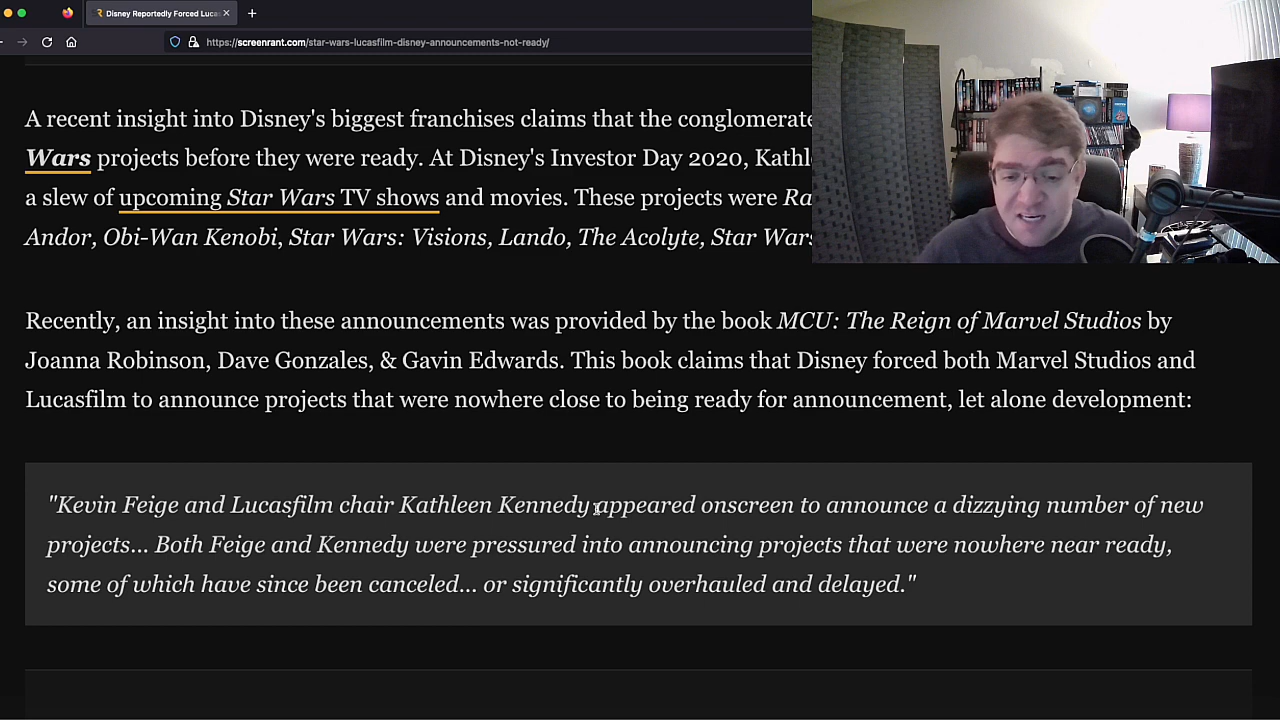 Disney Reportedly Forced Lucas
https://screenrant.com/star-wars-lucasfilm-disney-announcements-not-ready/
A recent insight into Disney's biggest franchises claims that the conglomerate
Wars projects before they were ready. At Disney's Investor Day 2020, Kathl
a slew of upcoming Star Wars TV shows and movies. These projects were Ra
Andor, Obi-Wan Kenobi, Star Wars: Visions, Lando, The Acolyte, Star Wars
Recently, an insight into these announcements was provided by the book MCU: The Reign of Marvel Studios by
Joanna Robinson, Dave Gonzales, & Gavin Edwards. This book claims that Disney forced both Marvel Studios and
Lucasfilm to announce projects that were nowhere close to being ready for announcement, let alone development:
"Kevin Feige and Lucasfilm chair Kathleen Kennedy appeared onscreen to announce a dizzying number of new
projects... Both Feige and Kennedy were pressured into announcing projects that were nowhere near ready,
some of which have since been canceled... or significantly overhauled and delayed."